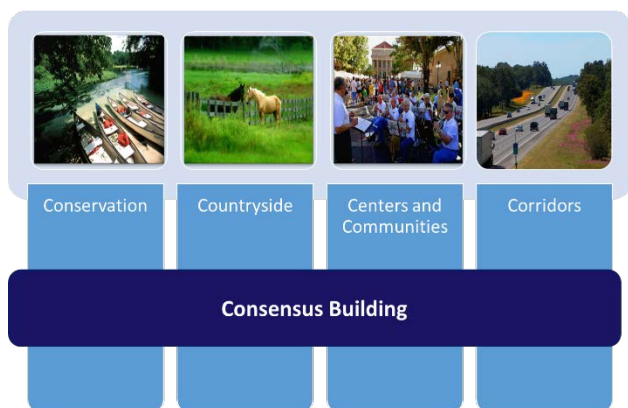 Conservation
Countryside
Centers and
Communities
Corridors
Consensus Building